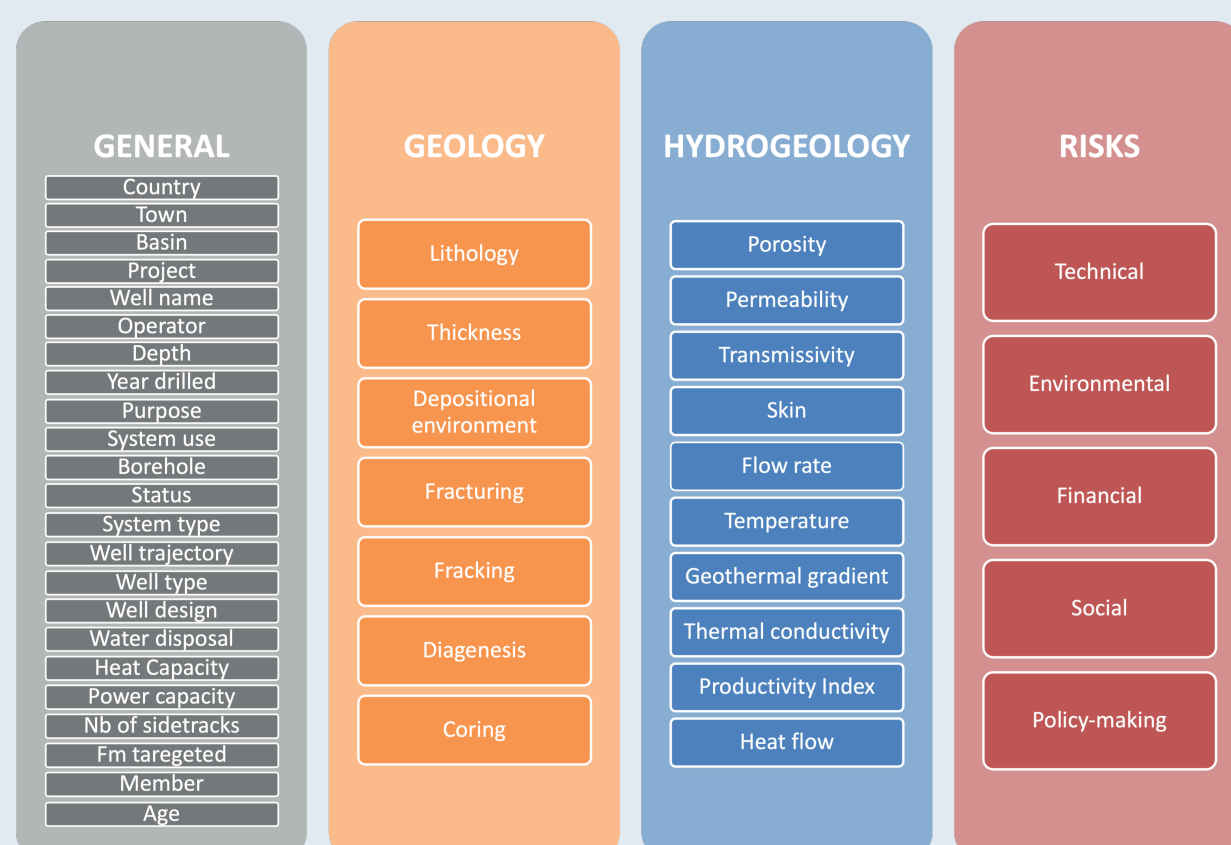 GENERAL
Country
Town
Basin
Project
Well name
Operator
Depth
Year drilled
Purpose
System use
Borehole
Status
System type
Well trajectory
Well type
Well design
Water disposal
Heat Capacity
Power capacity
Nb of sidetracks
Fm taregeted
Member
Age
GEOLOGY
Lithology
Thickness
Depositional
environment
Fracturing
Fracking
Diagenesis
Coring
HYDROGEOLOGY
Porosity
Permeability
Transmissivity
Skin
Flow rate
Temperature
Geothermal gradient
Thermal conductivity
Productivity Index
Heat flow
RISKS
Technical
Environmental
Financial
Social
Policy-making